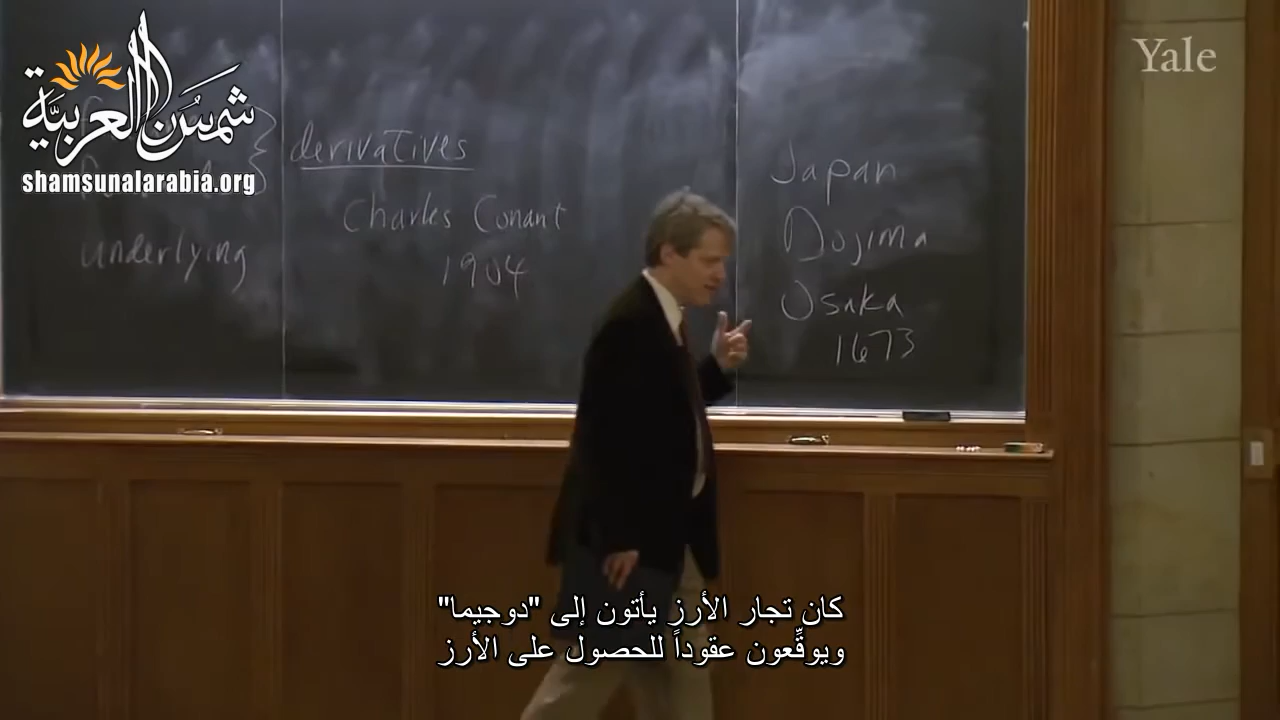 شمس العربية
shamsunalarabia.org
Yale
derivatives
Charles Conant
1904
underlying
Japan
Dojima
Osaka
1673
كان تجار الأرز يأتون إلى "دوجيما"
ويوقِّعون عقوداً للحصول على الأرز